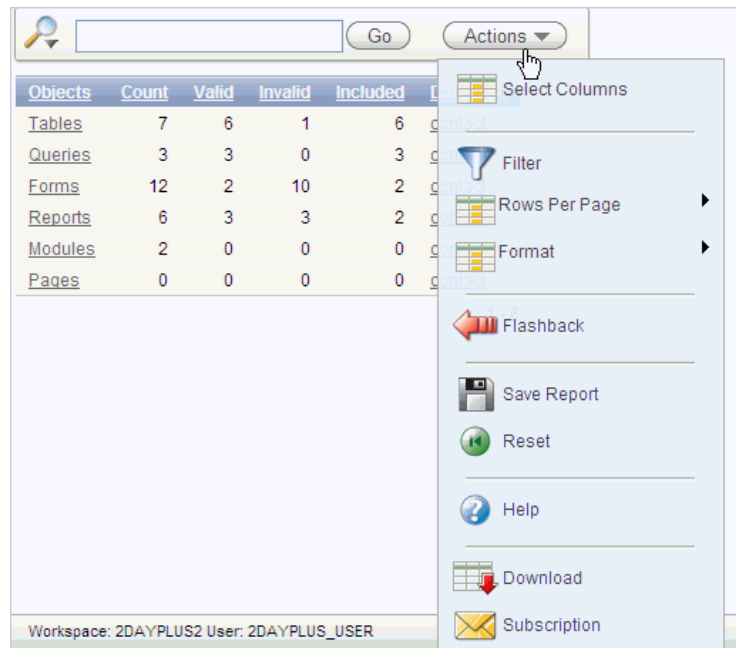 Go Actions
Objects Count Valid Invalid Included
Tables 7 6 1 6
Queries 3 3 0 3
Forms 12 2 10 2
Reports 6 3 3 2
Modules 2 0 0 0
Pages 0 0 0 0
Select Columns
Filter
Rows Per Page
Format
Flashback
Save Report
Reset
Help
Download
Subscription
Workspace: 2DAYPLUS2 User: 2DAYPLUS_USER